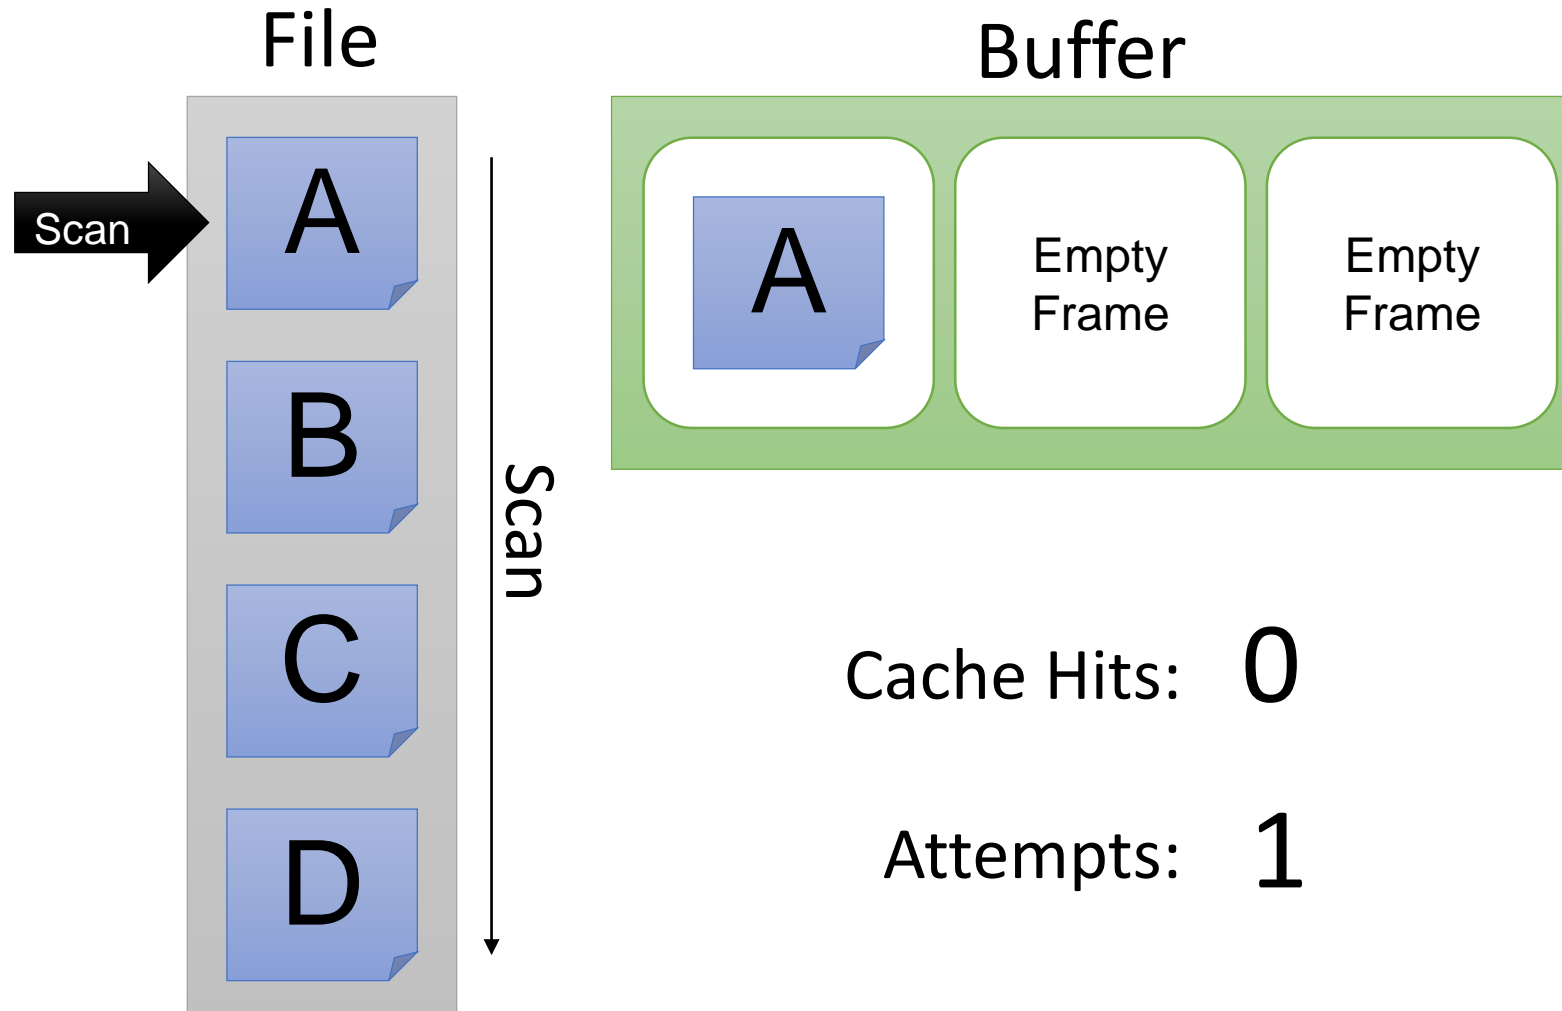 File
Buffer
Scan
A
B
C
D
Scan
A
Empty
Frame
Empty
Frame
Cache Hits: 0
Attempts: 1